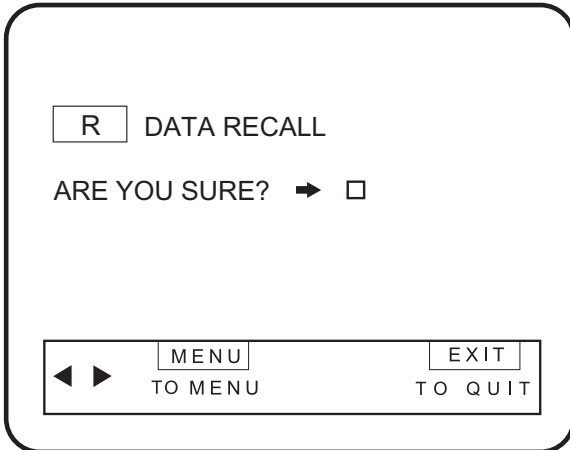 R DATA RECALL
ARE YOU SURE? ➡ □
◀ ▶ MENU EXIT
TO MENU TO QUIT